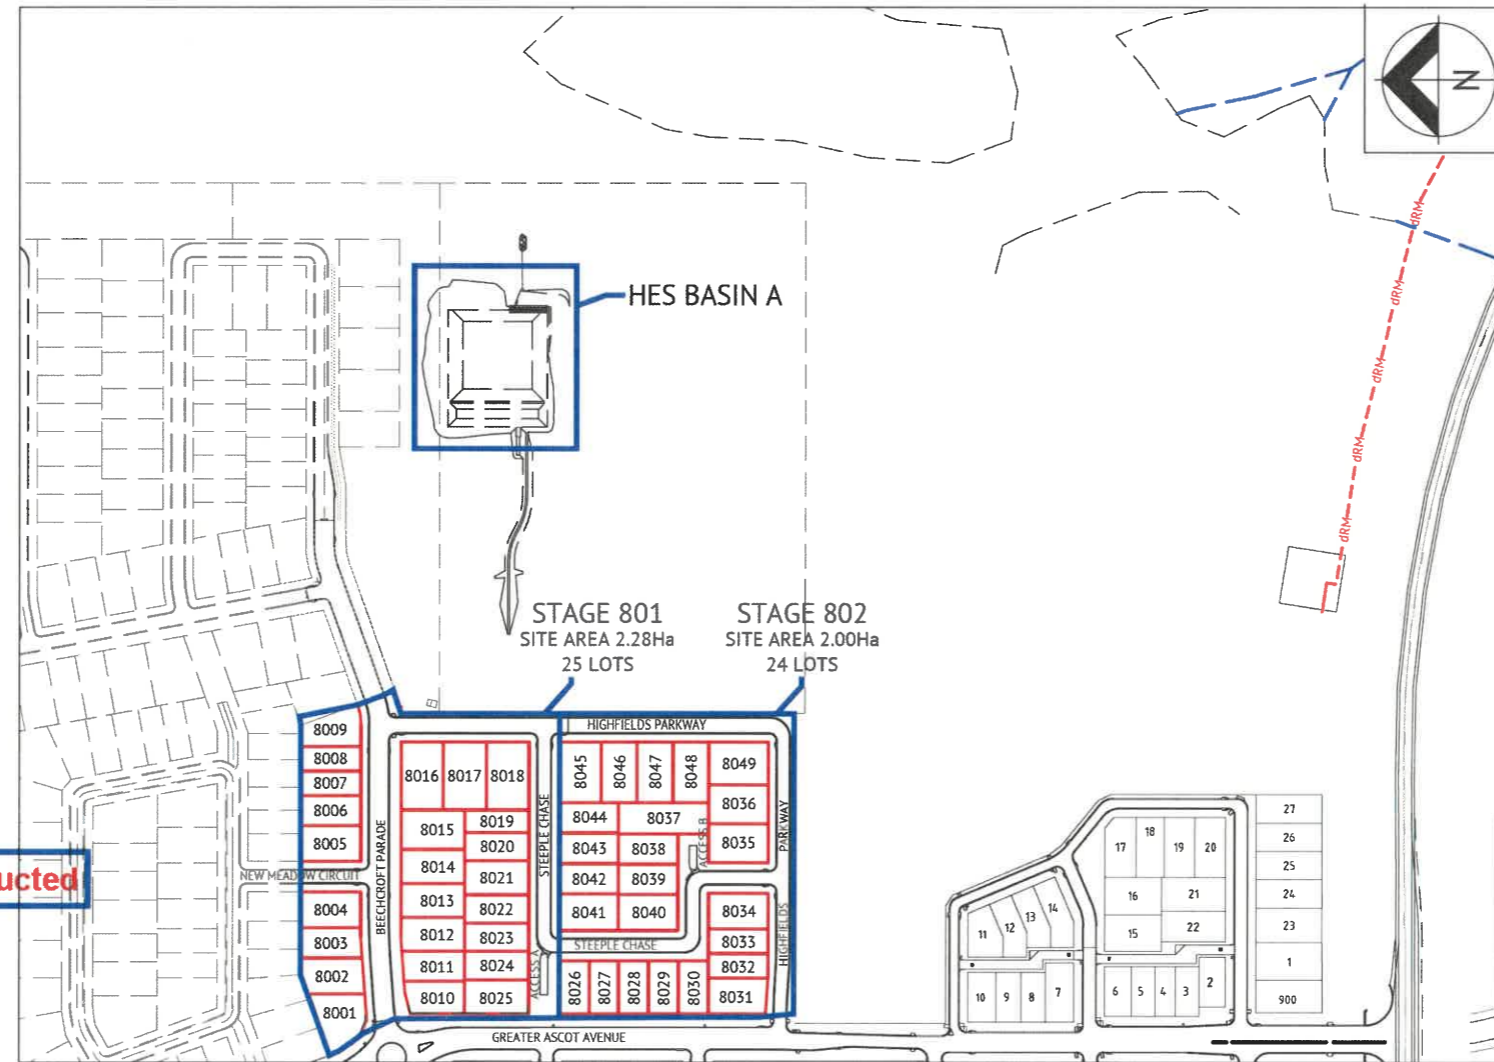 N
dRM
dRM
dRM
dRM
dRM
HES BASIN A
STAGE 801
SITE AREA 2.28Ha
25 LOTS
STAGE 802
SITE AREA 2.00Ha
24 LOTS
HIGHFIELDS PARKWAY
8009
8008
8007
8006
8005
NEW MEADOW CIRCUIT
8004
8003
8002
8001
ucted
BEECHCROFT PARADE
8016 8017 8018
8015 8019
8020
8014 8021
8013 8022
8012 8023
8011 8024
8010 8025
STEEPLE CHASE
ACCESS A
8045 8046 8047 8048 8049
8044 8037 8036
8043 8038 8035
8042 8039
8041 8040
ACCESS B
STEEPLE CHASE
8034
8033
8032
8031
8026 8027 8028 8029 8030
HIGHFIELDS PARKWAY
GREATER ASCOT AVENUE
11 12 13 14
10 9 8 7
17 18 19 20
16 21
15 22
6 5 4 3 2
27
26
25
24
23
1
900